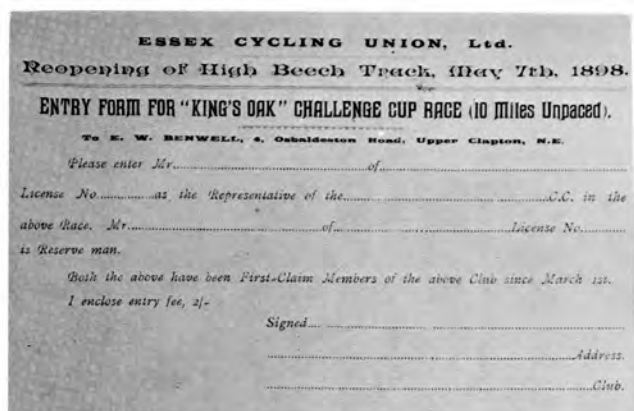 ESSEX CYCLING UNION, Ltd.
Reopening of High Beech Track, May 7th, 1898.
ENTRY FORM FOR "KING'S OAK" CHALLENGE CUP RACE (10 Miles Unpaced).
To E. W. BENWELL, 4, Osbaldeston Road, Upper Clapton, N.E.
Please enter Mr. of
License No. as the Representative of the C.C. in the
above Race. Mr. of License No.
is Reserve man.
Both the above have been First-Claim Members of the above Club since March 1st.
I enclose entry fee, 2/-
Signed
Address.
Club.